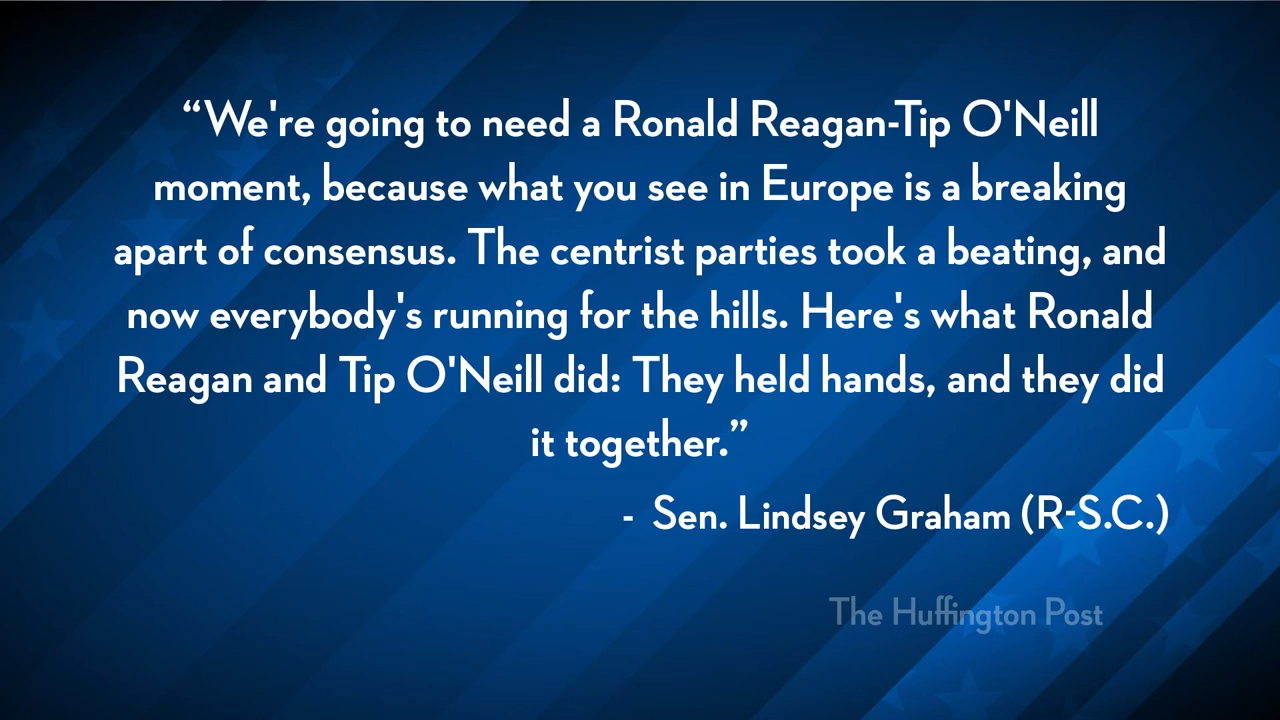 “We're going to need a Ronald Reagan-Tip O'Neill
moment, because what you see in Europe is a breaking
apart of consensus. The centrist parties took a beating, and
now everybody's running for the hills. Here's what Ronald
Reagan and Tip O'Neill did: They held hands, and they did
it together.”
- Sen. Lindsey Graham (R-S.C.)
The Huffington Post